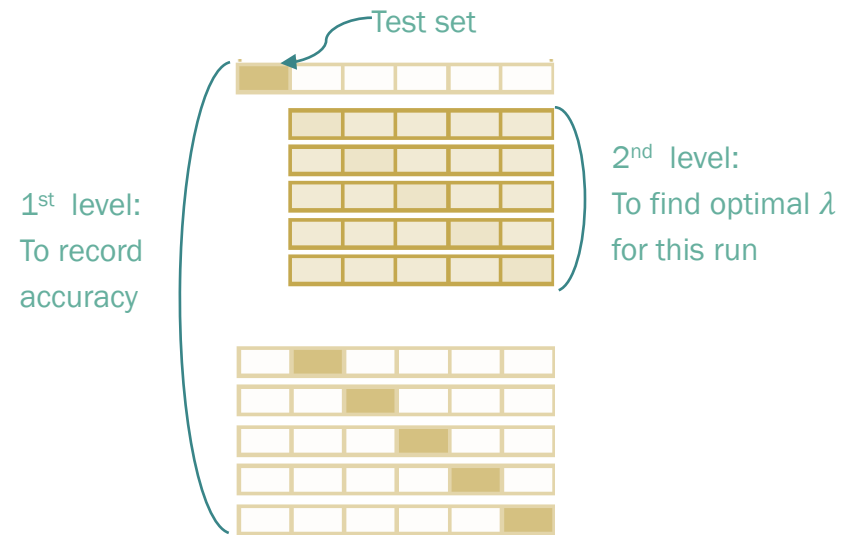 Test set
1st level:
To record
accuracy
2nd level:
To find optimal λ
for this run